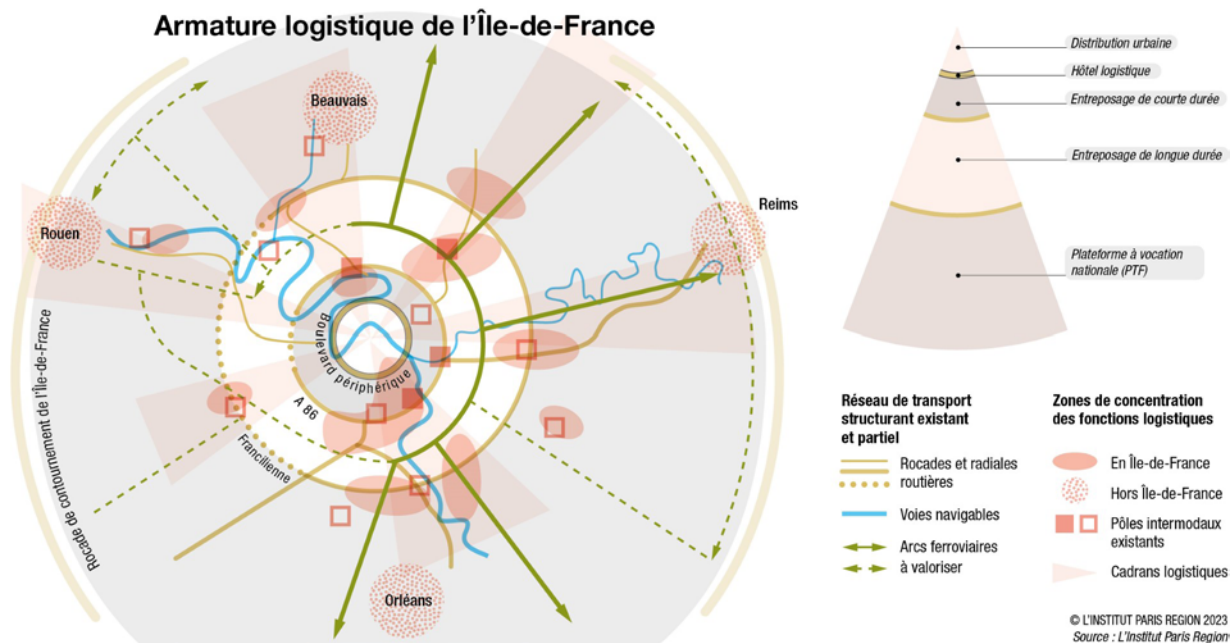 Armature logistique de l'Île-de-France
Beauvais
Rouen
Reims
Orléans
Boulevard périphérique
A 86
Francilienne
Rocade de contournement de l'Île-de-France
Distribution urbaine
Hôtel logistique
Entreposage de courte durée
Entreposage de longue durée
Plateforme à vocation
nationale (PTF)
Réseau de transport
structurant existant
et partiel
Rocades et radiales
routières
Voies navigables
Arcs ferroviaires
à valoriser
Zones de concentration
des fonctions logistiques
En Île-de-France
Hors Île-de-France
Pôles intermodaux
existants
Cadrans logistiques
© L'INSTITUT PARIS REGION 2023
Source : L'Institut Paris Region